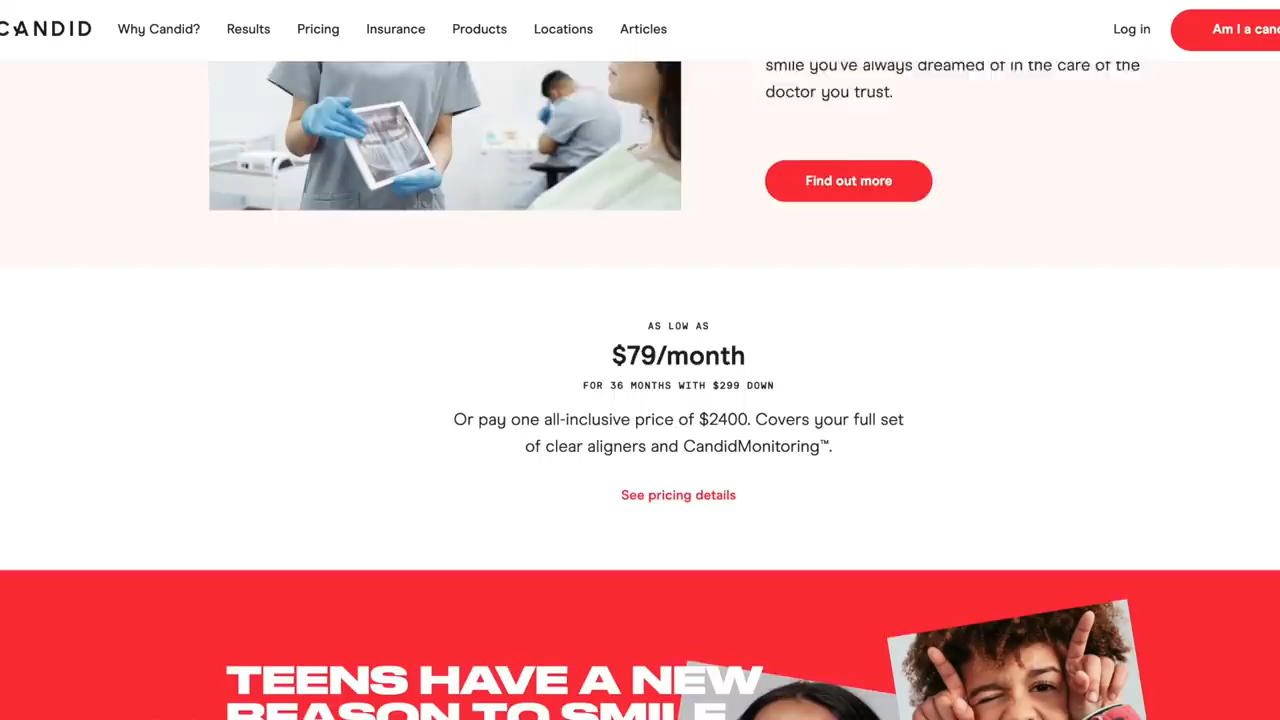 CANDID Why Candid? Results Pricing Insurance Products Locations Articles Log in Am I a
smile you've always dreamed of in the care of the
doctor you trust.
Find out more
AS LOW AS
$79/month
FOR 36 MONTHS WITH $299 DOWN
Or pay one all-inclusive price of $2400. Covers your full set
of clear aligners and CandidMonitoring™.
See pricing details
TEENS HAVE A NEW
REASON TO SMILE